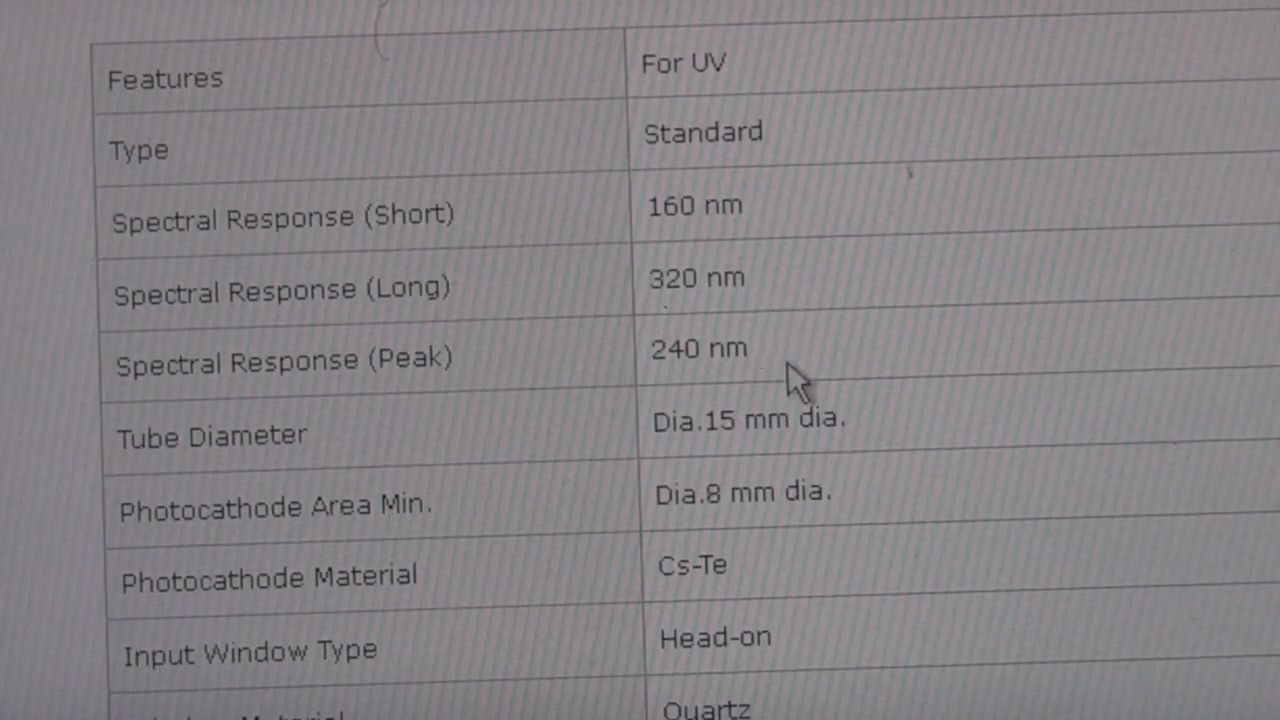 Features For UV
Type Standard
Spectral Response (Short) 160 nm
Spectral Response (Long) 320 nm
Spectral Response (Peak) 240 nm
Tube Diameter Dia.15 mm dia.
Photocathode Area Min. Dia.8 mm dia.
Photocathode Material Cs-Te
Input Window Type Head-on
Material Quartz